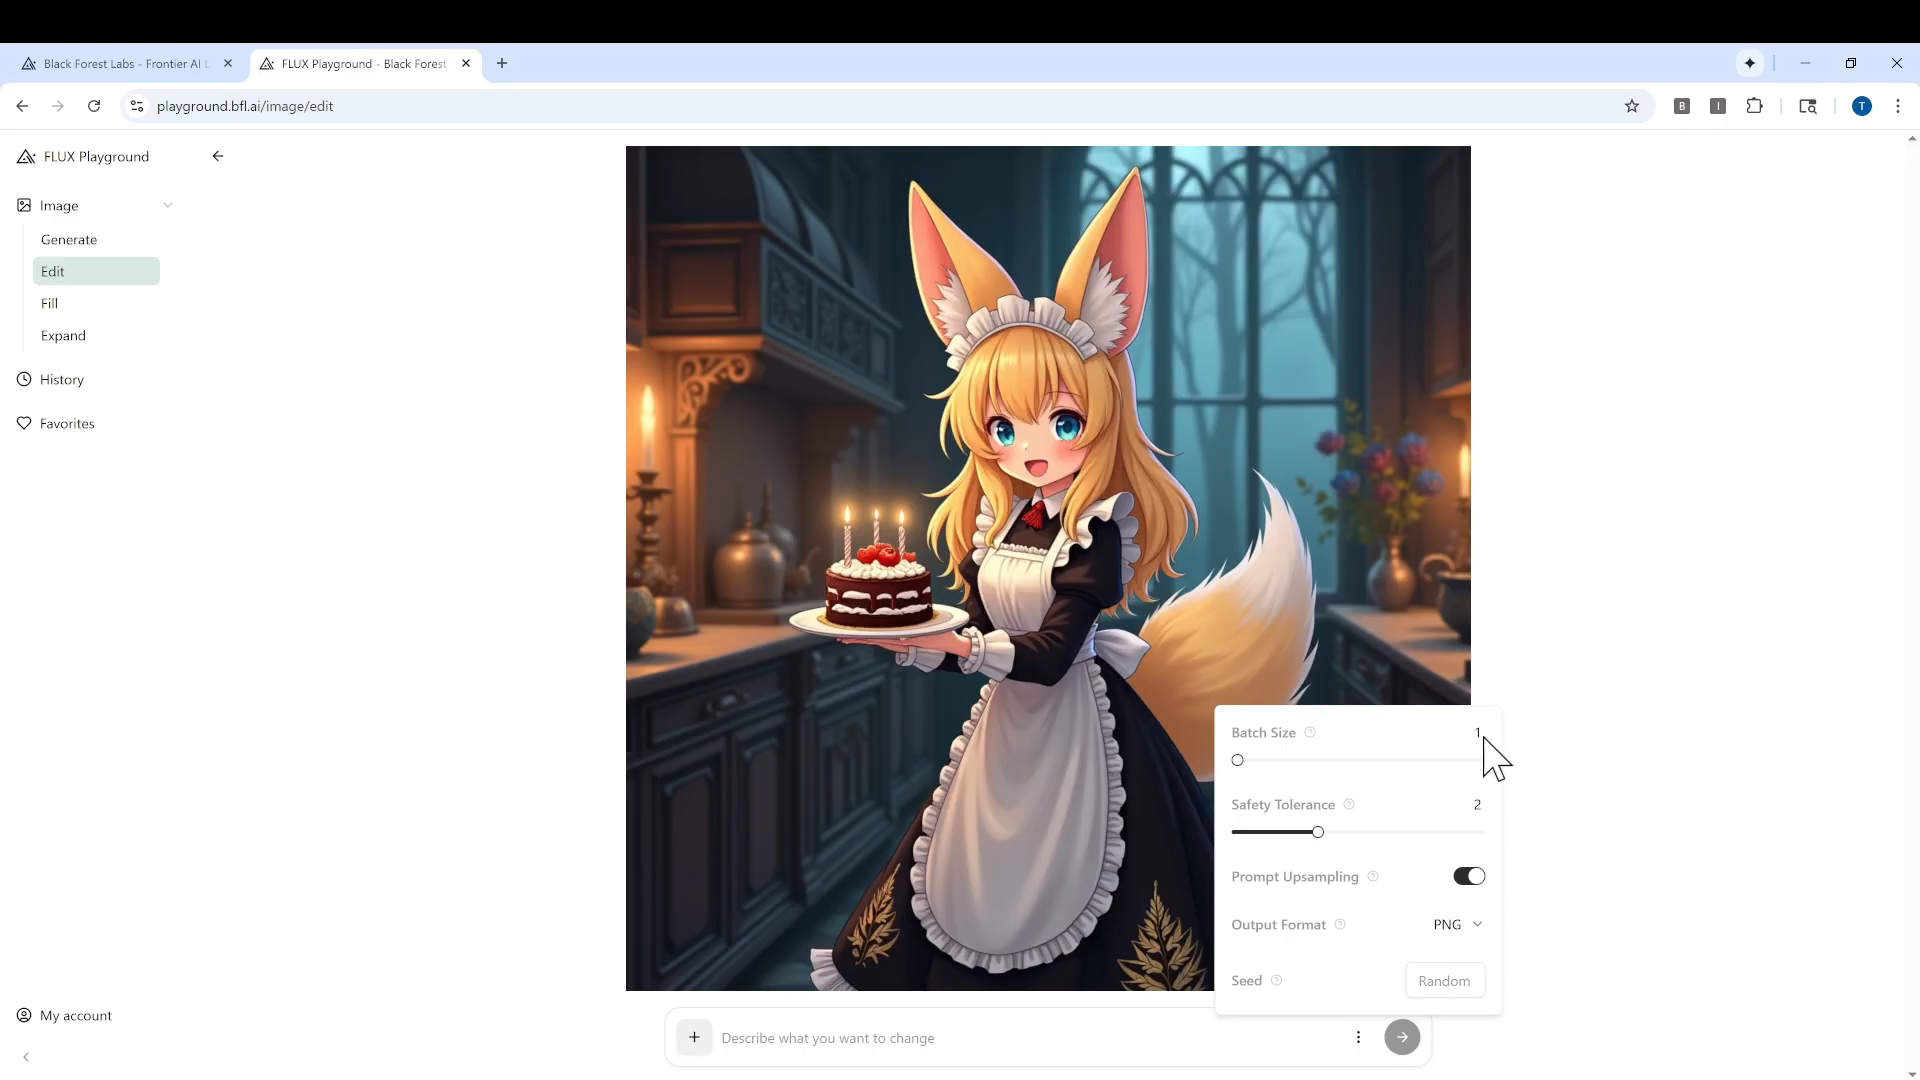 Black Forest Labs - Frontier AI L
FLUX Playground - Black Forest
playground.bfl.ai/image/edit
B
I
T
FLUX Playground
Image
Generate
Edit
Fill
Expand
History
Favorites
Batch Size
1
Safety Tolerance
2
Prompt Upsampling
Output Format
PNG
Seed
Random
My account
Describe what you want to change